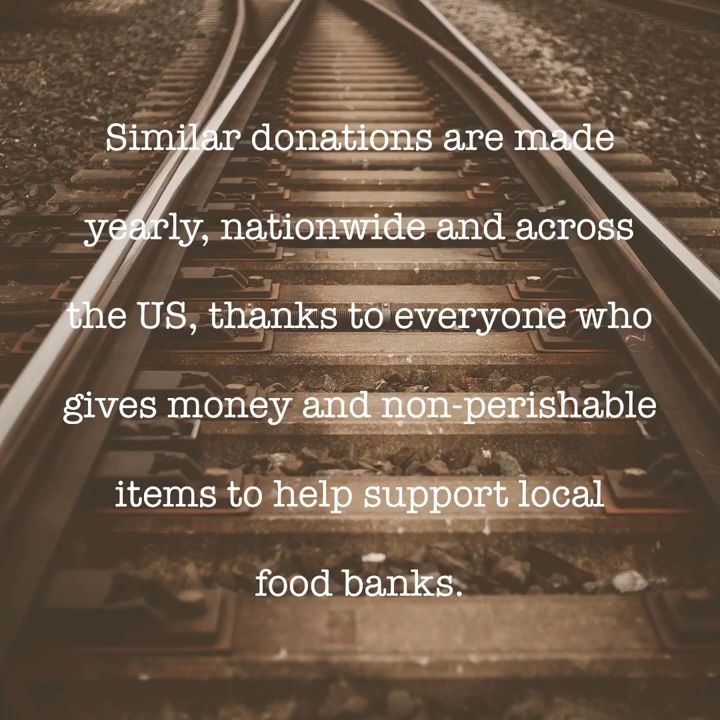 Similar donations are made
yearly, nationwide and across
the US, thanks to everyone who
gives money and non-perishable
items to help support local
food banks.